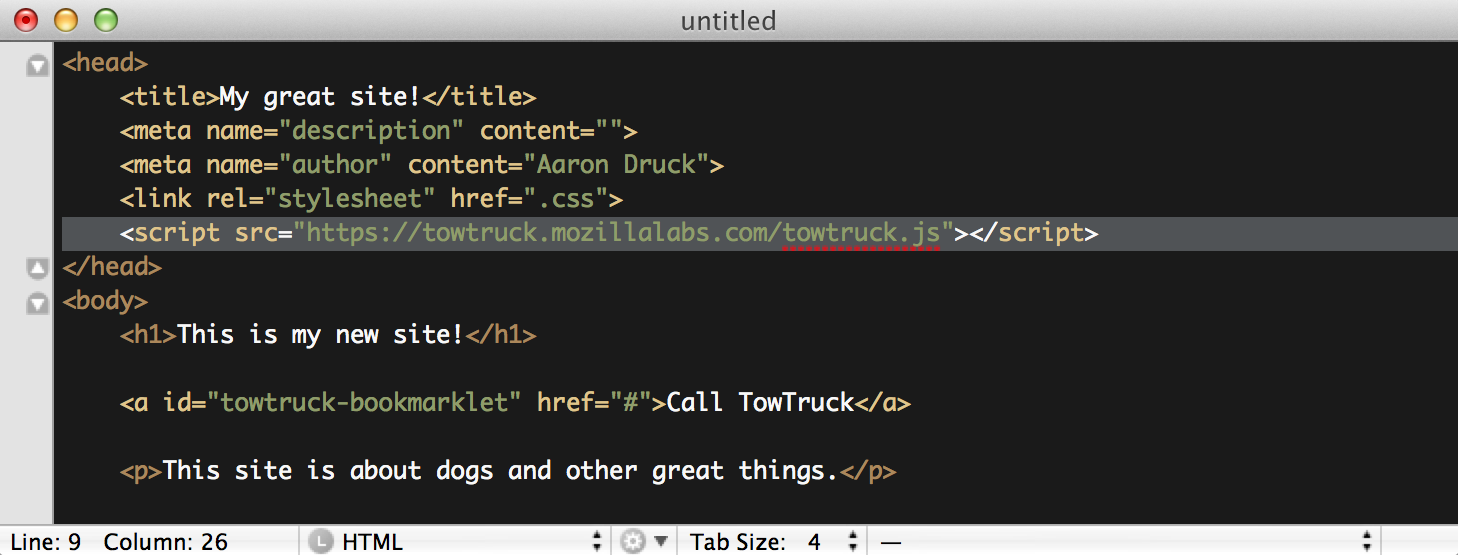 untitled
<head>
<title>My great site!</title>
<meta name="description" content="">
<meta name="author" content="Aaron Druck">
<link rel="stylesheet" href=".css">
<script src="https://towtruck.mozillalabs.com/towtruck.js"></script>
</head>
<body>
<h1>This is my new site!</h1>
<a id="towtruck-bookmarklet" href="#">Call TowTruck</a>
<p>This site is about dogs and other great things.</p>
Line: 9 Column: 26 L HTML Tab Size: 4 —